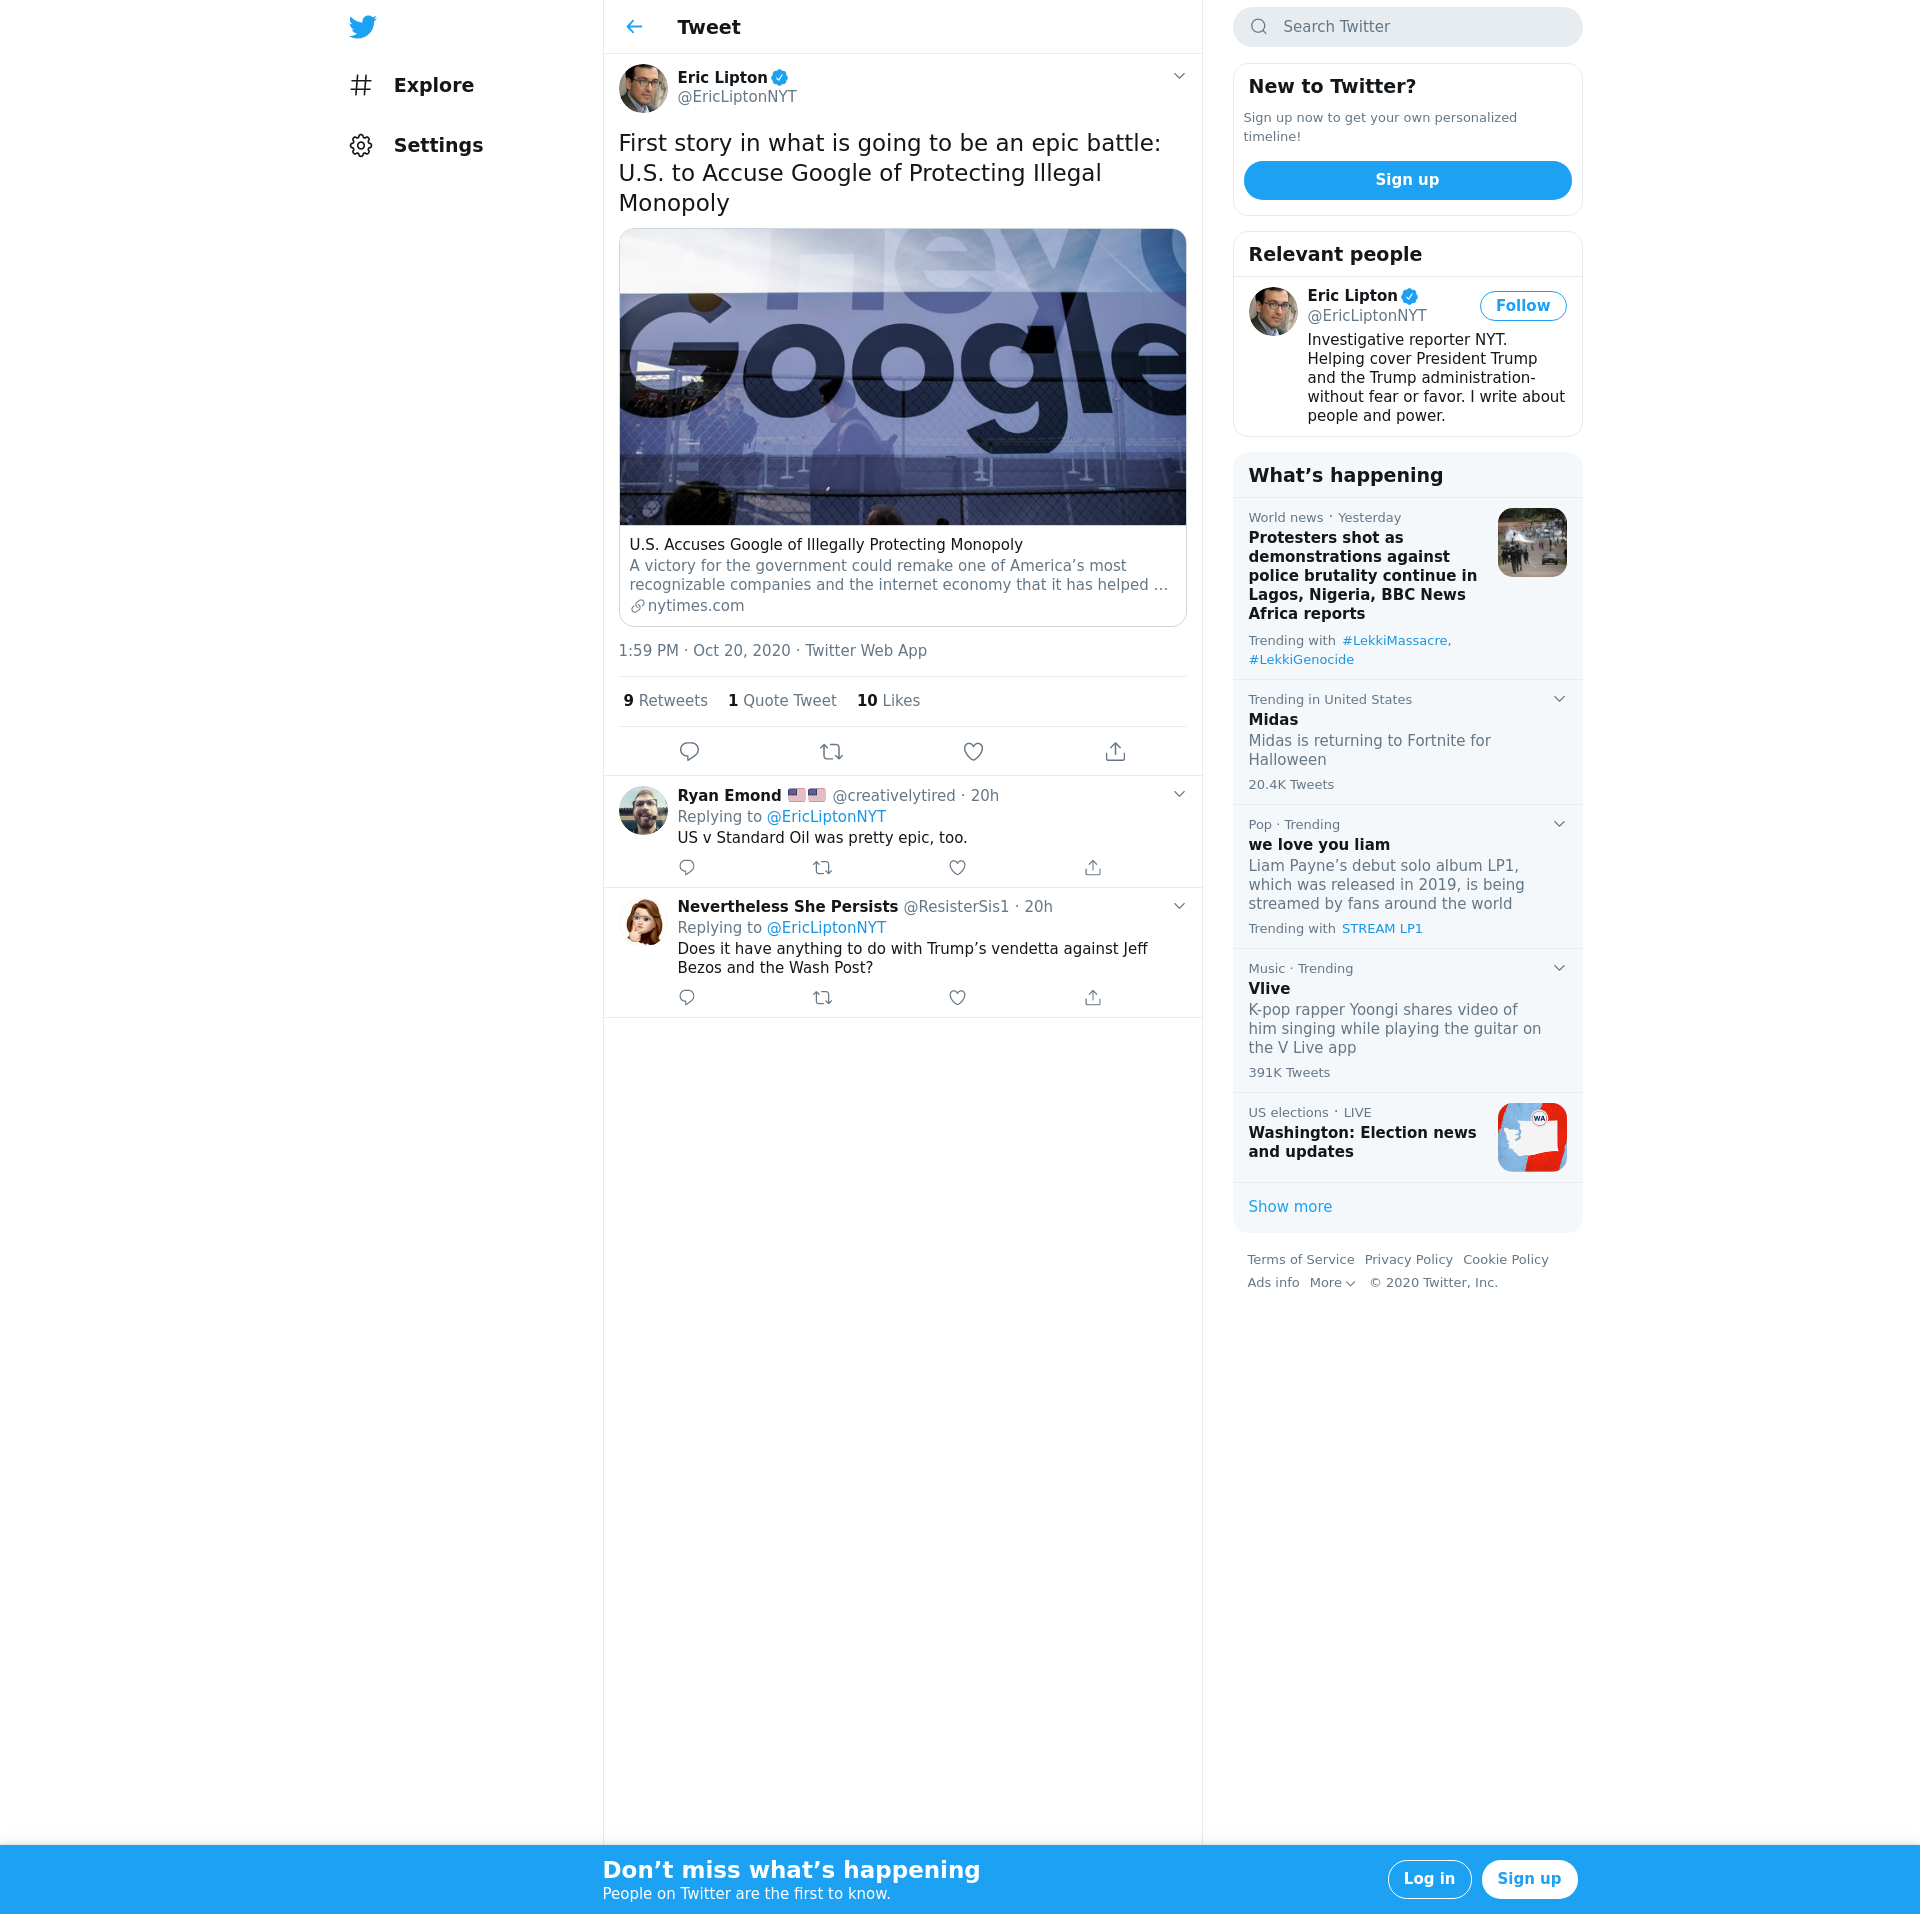 Explore
Settings
Tweet
Eric Lipton
@EricLiptonNYT
First story in what is going to be an epic battle:
U.S. to Accuse Google of Protecting Illegal
Monopoly
Hey G
Google
U.S. Accuses Google of Illegally Protecting Monopoly
A victory for the government could remake one of America’s most
recognizable companies and the internet economy that it has helped …
nytimes.com
1:59 PM · Oct 20, 2020 · Twitter Web App
9 Retweets 1 Quote Tweet 10 Likes
Ryan Emond 🇺🇸🇺🇸 @creativelytired · 20h
Replying to @EricLiptonNYT
US v Standard Oil was pretty epic, too.
Nevertheless She Persists @ResisterSis1 · 20h
Replying to @EricLiptonNYT
Does it have anything to do with Trump’s vendetta against Jeff
Bezos and the Wash Post?
Search Twitter
New to Twitter?
Sign up now to get your own personalized
timeline!
Sign up
Relevant people
Eric Lipton
@EricLiptonNYT
Follow
Investigative reporter NYT.
Helping cover President Trump
and the Trump administration-
without fear or favor. I write about
people and power.
What’s happening
World news · Yesterday
Protesters shot as
demonstrations against
police brutality continue in
Lagos, Nigeria, BBC News
Africa reports
Trending with #LekkiMassacre,
#LekkiGenocide
Trending in United States
Midas
Midas is returning to Fortnite for
Halloween
20.4K Tweets
Pop · Trending
we love you liam
Liam Payne’s debut solo album LP1,
which was released in 2019, is being
streamed by fans around the world
Trending with STREAM LP1
Music · Trending
Vlive
K-pop rapper Yoongi shares video of
him singing while playing the guitar on
the V Live app
391K Tweets
US elections · LIVE
Washington: Election news
and updates
WA
Show more
Terms of Service Privacy Policy Cookie Policy
Ads info More © 2020 Twitter, Inc.
Don’t miss what’s happening
People on Twitter are the first to know.
Log in
Sign up